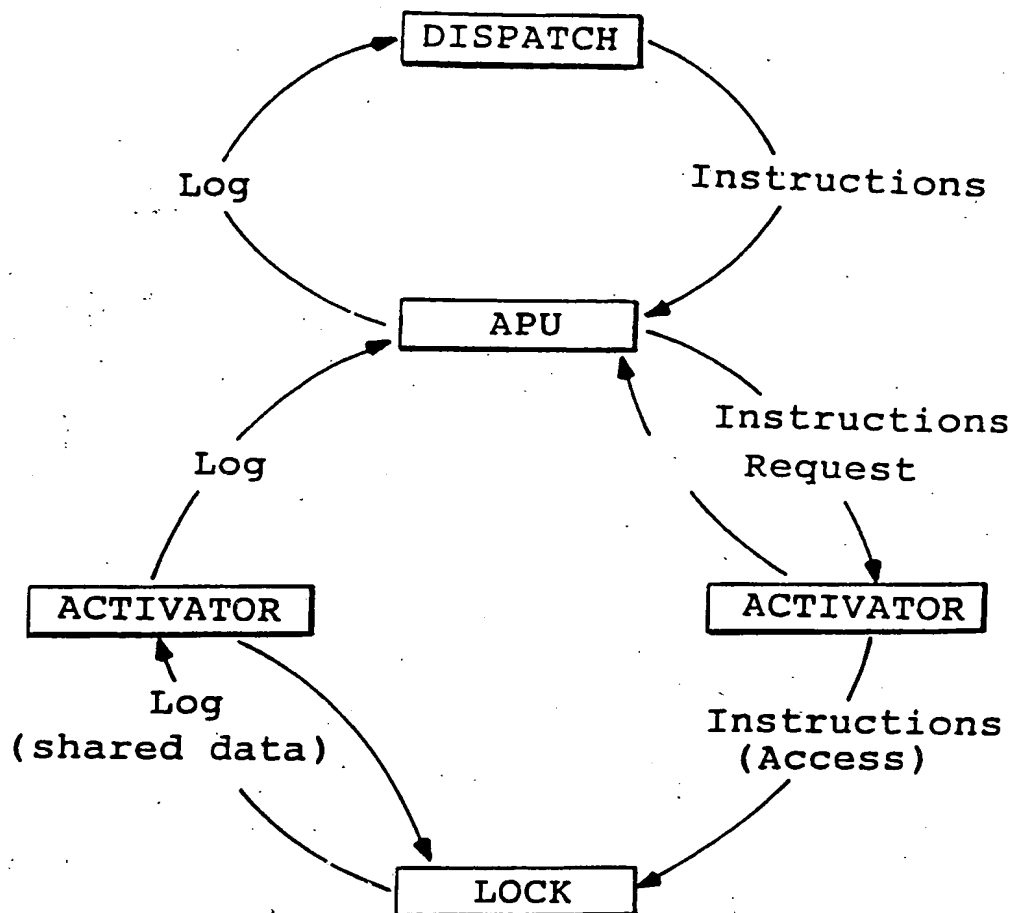 DISPATCH
Log
Instructions
APU
Instructions
Request
Log
ACTIVATOR
ACTIVATOR
Log
(shared data)
Instructions
(Access)
LOCK